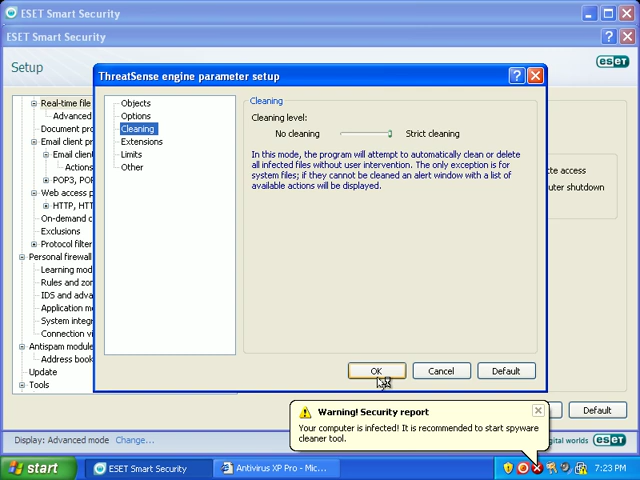 ESET Smart Security
ESET Smart Security
Setup
eset
ThreatSense engine parameter setup
Real-time file
Advanced
Document pro
Email client pr
Email client
Actions
POP3, POP
Web access p
HTTP, HTT
On-demand c
Exclusions
Protocol filter
Personal firewall
Learning mod
Rules and zor
IDS and adva
Application m
System integr
Connection vi
Antispam module
Address book
Update
Tools
Objects
Options
Cleaning
Extensions
Limits
Other
Cleaning
Cleaning level:
No cleaning
Strict cleaning
In this mode, the program will attempt to automatically clean or delete
all infected files without user intervention. The only exception is for
system files; if they cannot be cleaned an alert window with a list of
available actions will be displayed.
ote access
uter shutdown
OK
Cancel
Default
Default
Warning! Security report
Your computer is infected! It is recommended to start spyware
cleaner tool.
Display: Advanced mode Change...
igital worlds eset
start
ESET Smart Security
Antivirus XP Pro - Mic...
7:23 PM